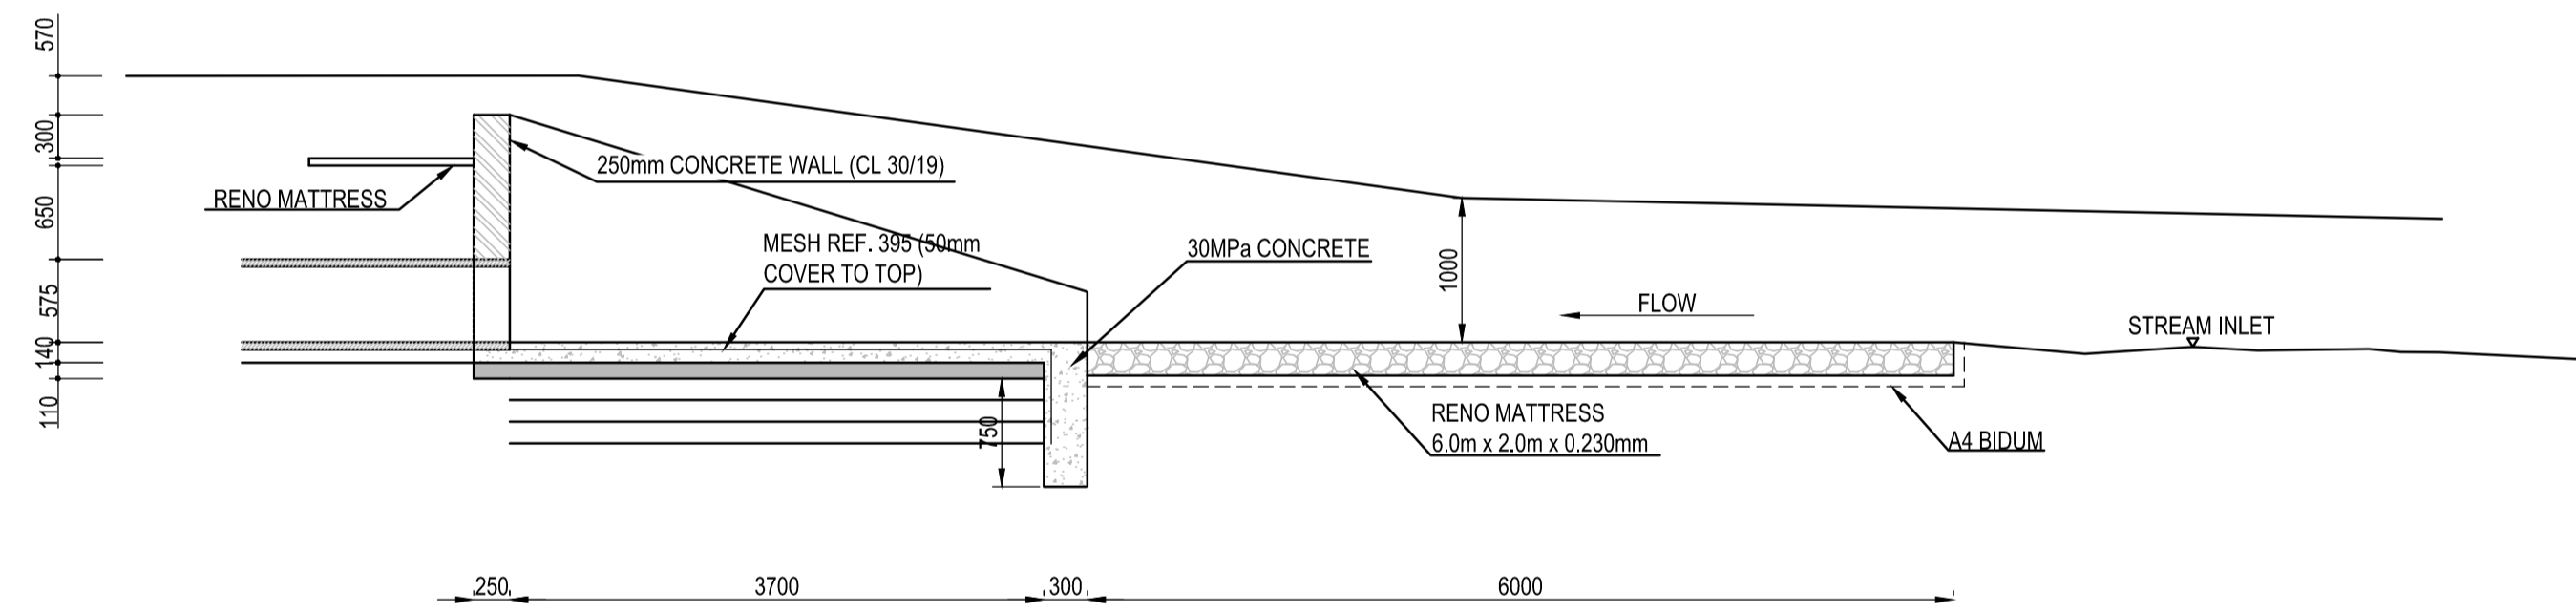 570
300
650
575
140
110
RENO MATTRESS
250mm CONCRETE WALL (CL 30/19)
MESH REF. 395 (50mm
COVER TO TOP)
30MPa CONCRETE
1000
FLOW
STREAM INLET
750
RENO MATTRESS
6.0m x 2.0m x 0.230mm
A4 BIDUM
250
3700
300
6000